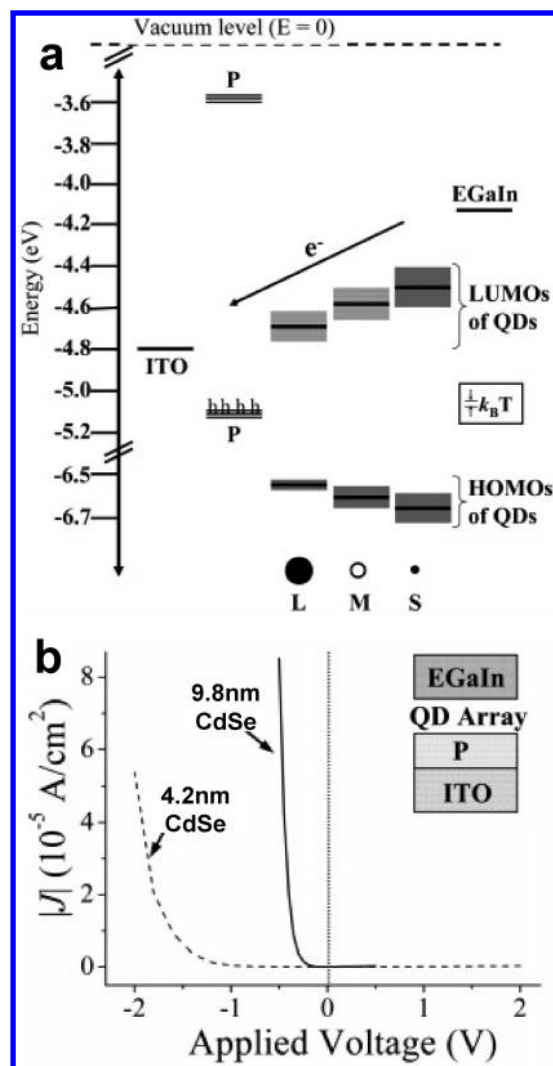 Vacuum level (E = 0)
a
P
-3.6
-3.8
-4.0
EGaIn
-4.2
e-
-4.4
LUMOs
of QDs
-4.6
-4.8
ITO
Energy (eV)
-5.0
kBT
h h h h
P
-5.2
-6.5
HOMOs
of QDs
-6.7
L M S
b
8
EGaIn
9.8nm
CdSe
QD Array
6
P
4.2nm
CdSe
ITO
4
2
0
|J| (10-5 A/cm2)
-2 -1 0 1 2
Applied Voltage (V)